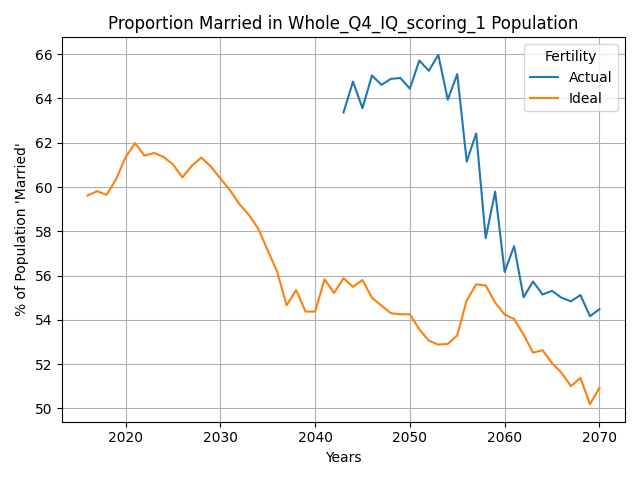 Proportion Married in Whole_Q4_IQ_scoring_1 Population
Fertility
Actual
Ideal
% of Population 'Married'
66
64
62
60
58
56
54
52
50
2020
2030
2040
2050
2060
2070
Years